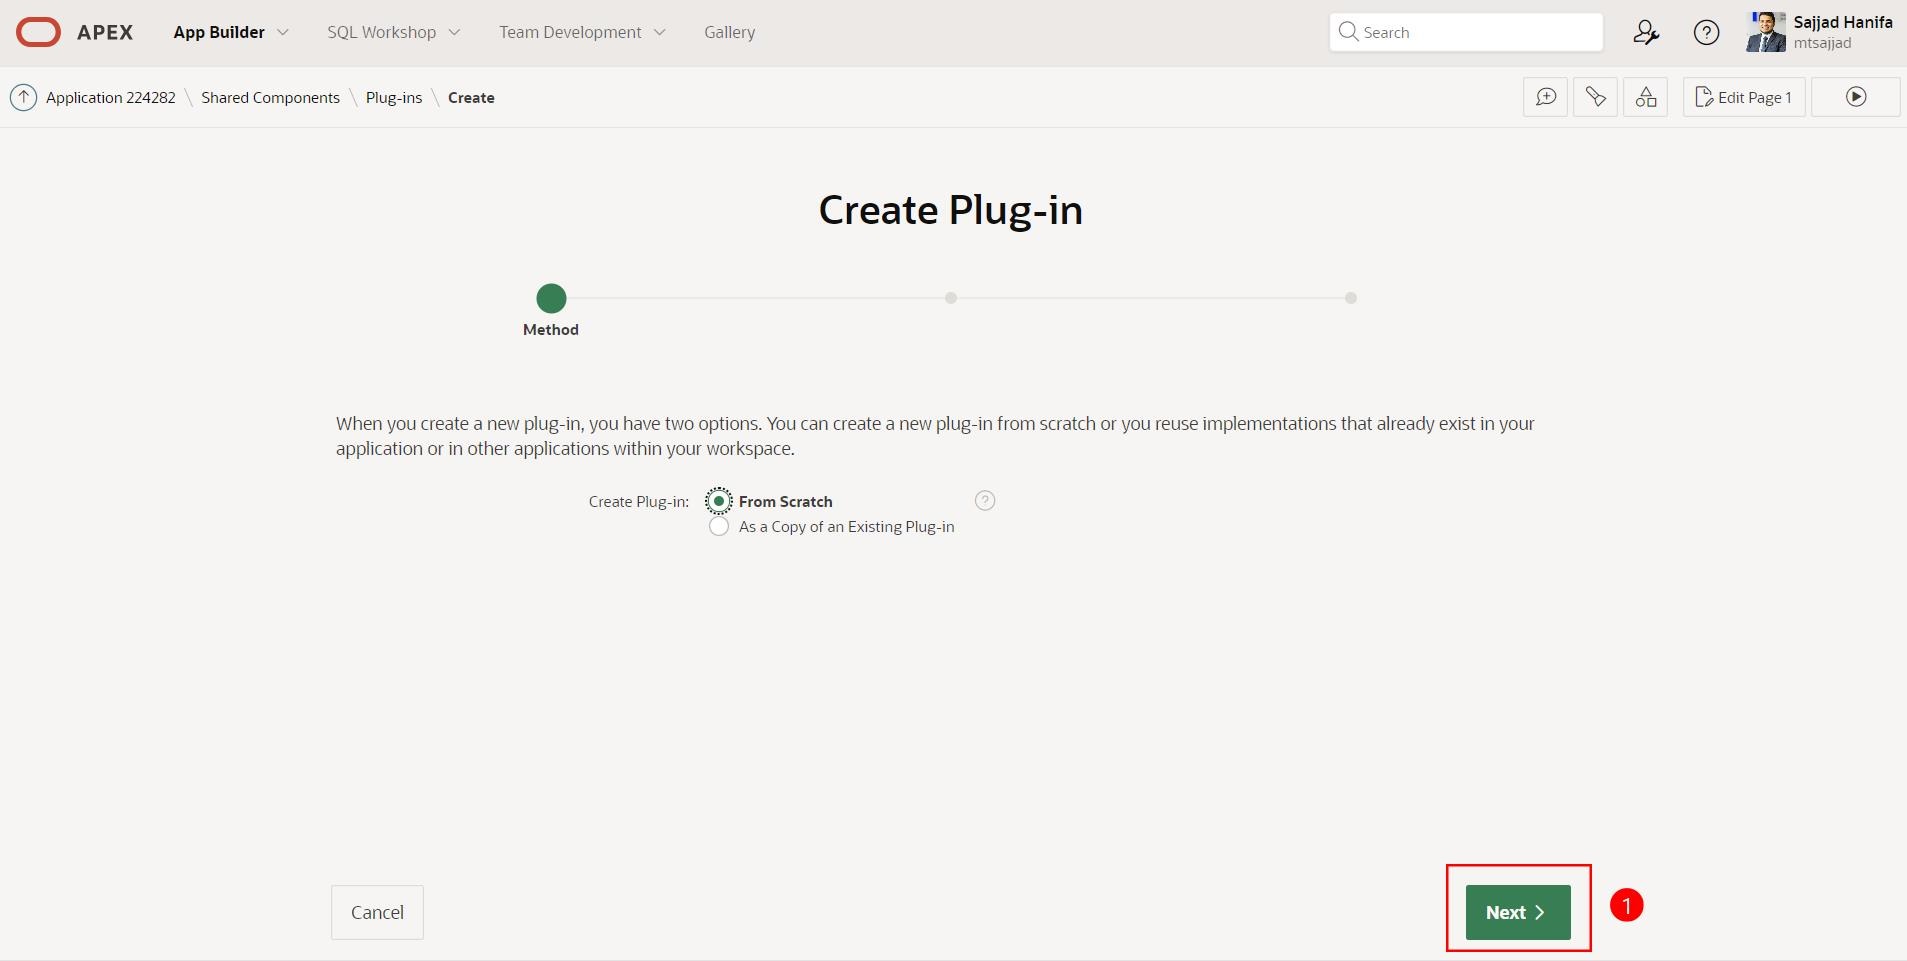 APEX App Builder SQL Workshop Team Development Gallery Search Sajjad Hanifa
mtsajjad
Application 224282 \ Shared Components \ Plug-ins \ Create Edit Page 1
Create Plug-in
Method
When you create a new plug-in, you have two options. You can create a new plug-in from scratch or you reuse implementations that already exist in your
application or in other applications within your workspace.
Create Plug-in: From Scratch ?
As a Copy of an Existing Plug-in
Cancel Next 1